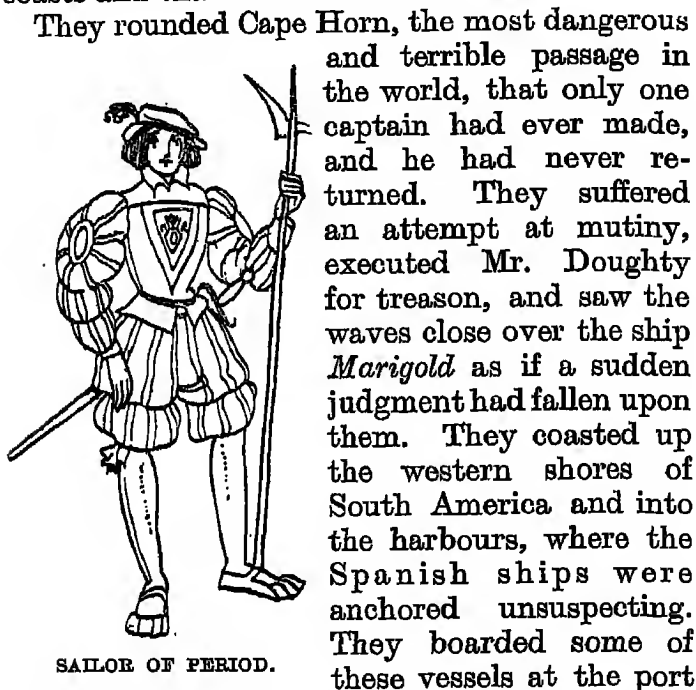 They rounded Cape Horn, the most dangerous
and terrible passage in
the world, that only one
captain had ever made,
and he had never re-
turned. They suffered
an attempt at mutiny,
executed Mr. Doughty
for treason, and saw the
waves close over the ship
Marigold as if a sudden
judgment had fallen upon
them. They coasted up
the western shores of
South America and into
the harbours, where the
Spanish ships were
anchored unsuspecting.
They boarded some of
these vessels at the port
SAILOR OF PERIOD.